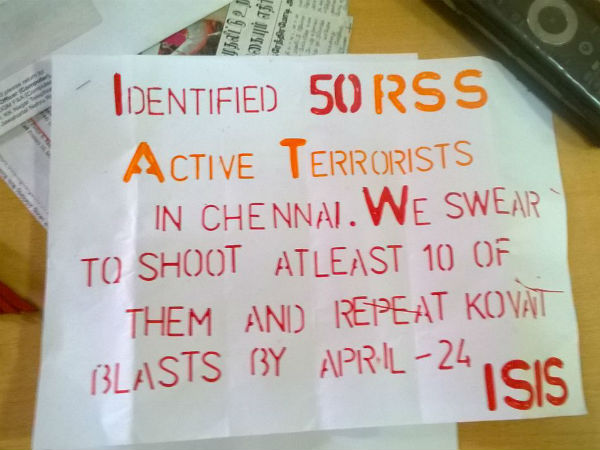 IDENTIFIED 50 RSS
ACTIVE TERRORISTS
IN CHENNAI. WE SWEAR
TO SHOOT ATLEAST 10 OF
THEM AND REPEAT KOVAI
BLASTS BY APRIL - 24
ISIS